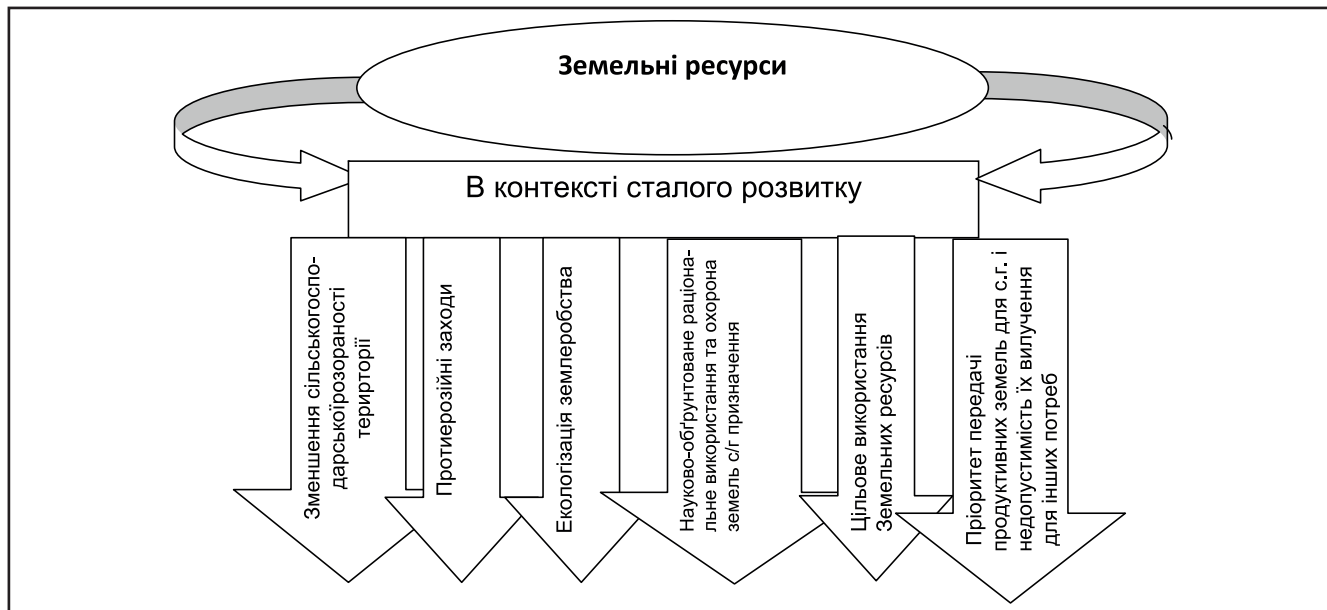 Земельні ресурси
В контексті сталого розвитку
Зменшення сільськогоспо-
дарськоїрозораності
території
Протиерозійні заходи
Екологізація землеробства
Науково-обґрунтоване раціона-
льне використання та охорона
земель с/г призначення
Цільове використання
Земельних ресурсів
Пріоритет передачі
продуктивних земель для с.г. і
недопустимість їх вилучення
для інших потреб